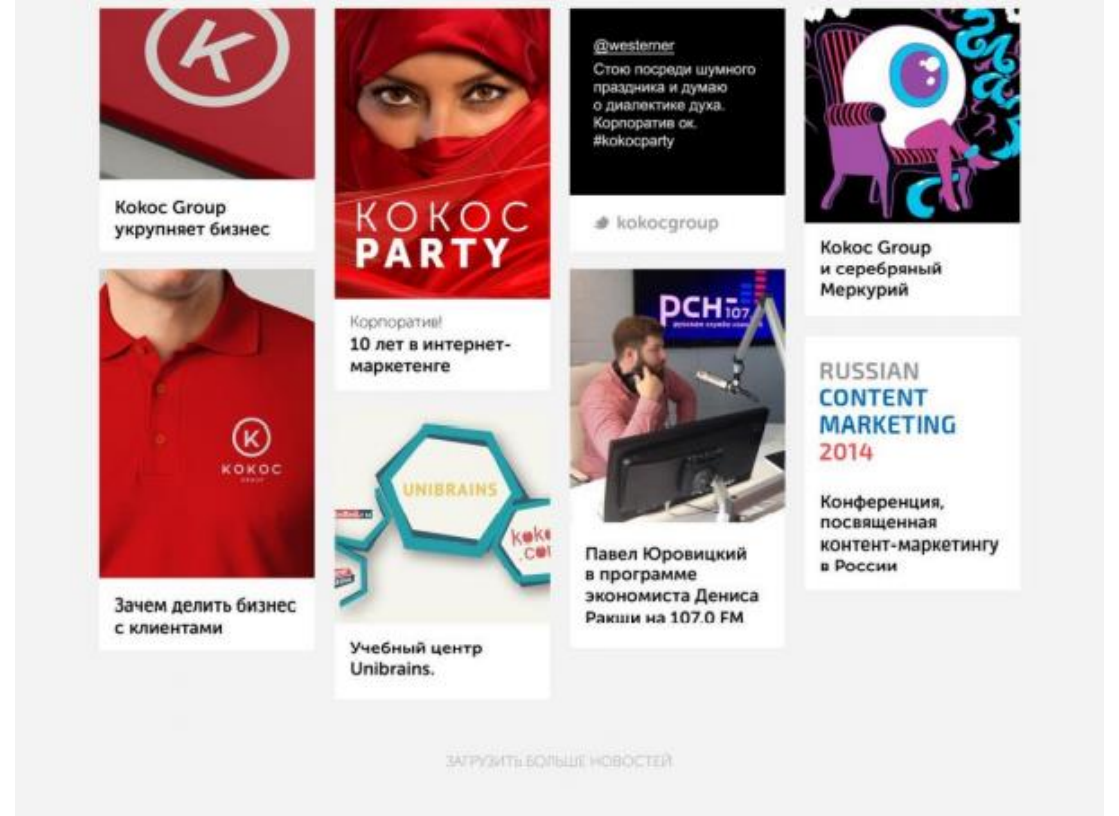 K
Kokoc Group
укрупняет бизнес
K
КОКОС
GROUP
Зачем делить бизнес
с клиентами
КОКОС
PARTY
Корпоратив!
10 лет в интернет-
маркетенге
UNIBRAINS
Учебный центр
Unibrains.
@westerner
Стою посреди шумного
праздника и думаю
о диалектике духа.
Корпоратив ок.
#kokocparty
kokocgroup
РСН
107
Павел Юровицкий
в программе
экономиста Дениса
Ракши на 107.0 FM
Kokoc Group
и серебряный
Меркурий
RUSSIAN
CONTENT
MARKETING
2014
Конференция,
посвященная
контент-маркетингу
в России
ЗАГРУЗИТЬ БОЛЬШЕ НОВОСТЕЙ